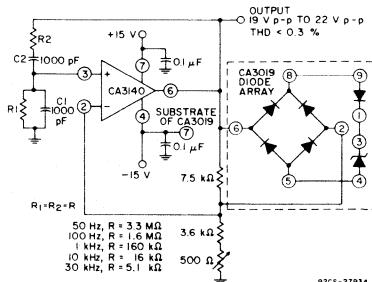 OUTPUT
19 V p-p TO 22 V p-p
THD < 0.3 %
+15 V
R2
C2
1000 pF
0.1 µF
7
3
+
CA3140
6
2
−
4
R1
C1
1000
pF
SUBSTRATE
OF CA3019
7
0.1 µF
−15 V
CA3019
DIODE
ARRAY
8
9
1
6
2
3
5
4
7.5 kΩ
3.6 kΩ
500 Ω
R1=R2=R
50 Hz, R = 3.3 MΩ
100 Hz, R = 1.6 MΩ
1 kHz, R = 160 kΩ
10 kHz, R = 16 kΩ
30 kHz, R = 5.1 kΩ
92CS-27934